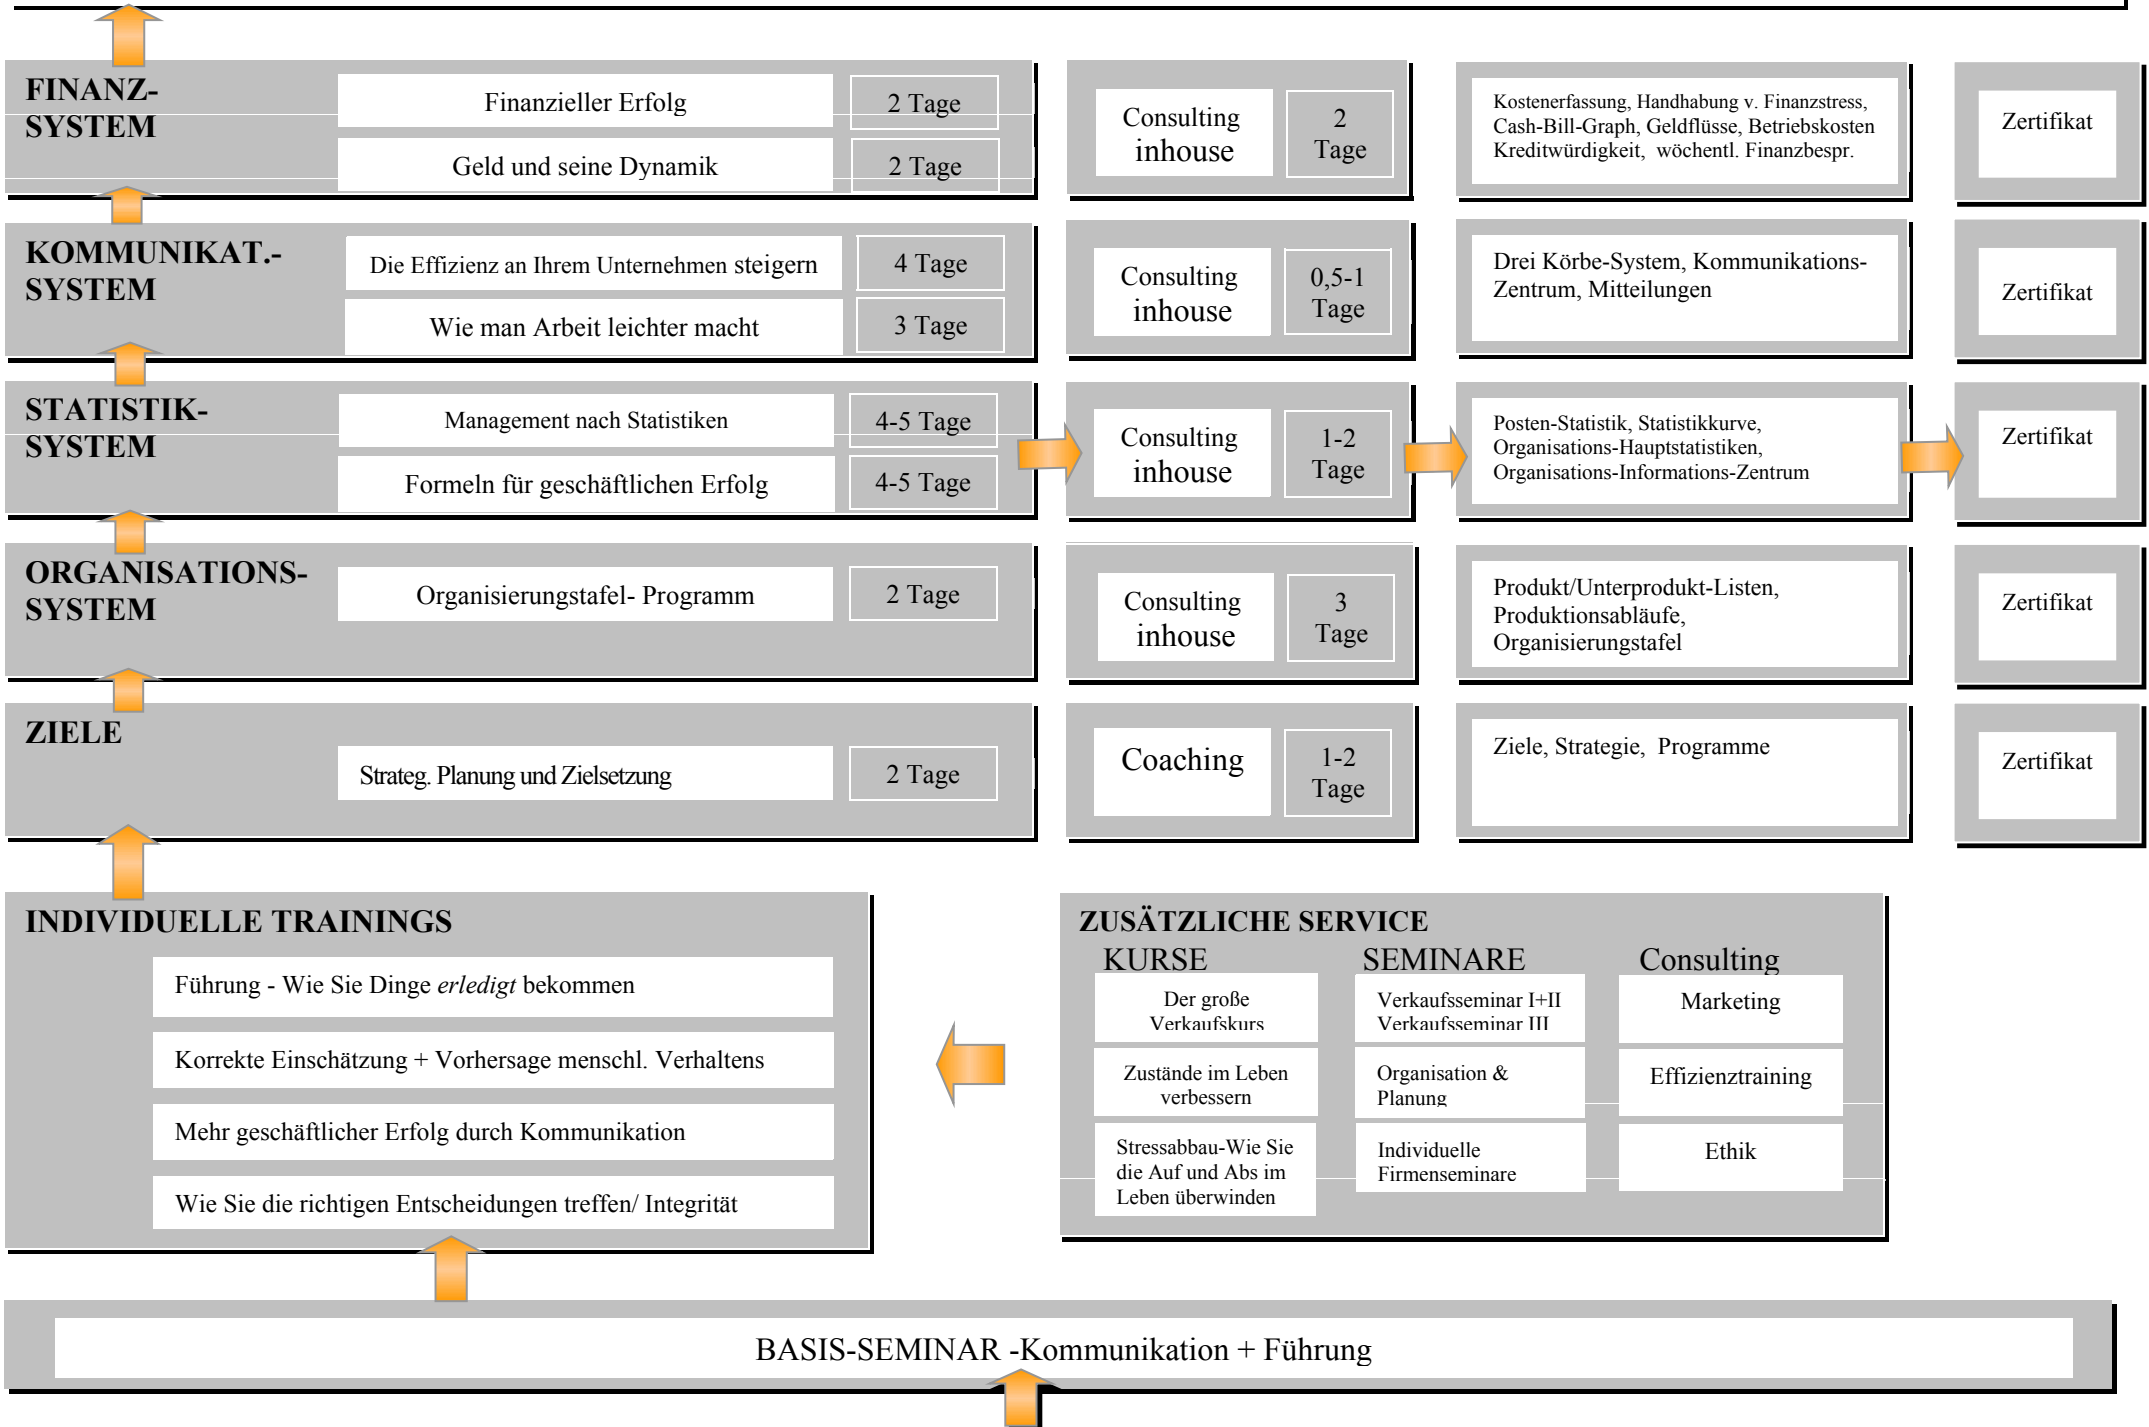 FINANZ-
SYSTEM
Finanzieller Erfolg
2 Tage
Geld und seine Dynamik
2 Tage
Consulting
inhouse
2
Tage
Kostenerfassung, Handhabung v. Finanzstress,
Cash-Bill-Graph, Geldflüsse, Betriebskosten
Kreditwürdigkeit, wöchentl. Finanzbespr.
Zertifikat
KOMMUNIKAT.-
SYSTEM
Die Effizienz an Ihrem Unternehmen steigern
4 Tage
Wie man Arbeit leichter macht
3 Tage
Consulting
inhouse
0,5-1
Tage
Drei Körbe-System, Kommunikations-
Zentrum, Mitteilungen
Zertifikat
STATISTIK-
SYSTEM
Management nach Statistiken
4-5 Tage
Formeln für geschäftlichen Erfolg
4-5 Tage
Consulting
inhouse
1-2
Tage
Posten-Statistik, Statistikkurve,
Organisations-Hauptstatistiken,
Organisations-Informations-Zentrum
Zertifikat
ORGANISATIONS-
SYSTEM
Organisierungstafel- Programm
2 Tage
Consulting
inhouse
3
Tage
Produkt/Unterprodukt-Listen,
Produktionsabläufe,
Organisierungstafel
Zertifikat
ZIELE
Strateg. Planung und Zielsetzung
2 Tage
Coaching
1-2
Tage
Ziele, Strategie, Programme
Zertifikat
INDIVIDUELLE TRAININGS
Führung - Wie Sie Dinge erledigt bekommen
Korrekte Einschätzung + Vorhersage menschl. Verhaltens
Mehr geschäftlicher Erfolg durch Kommunikation
Wie Sie die richtigen Entscheidungen treffen/ Integrität
ZUSÄTZLICHE SERVICE
KURSE
Der große
Verkaufskurs
Zustände im Leben
verbessern
Stressabbau-Wie Sie
die Auf und Abs im
Leben überwinden
SEMINARE
Verkaufsseminar I+II
Verkaufsseminar III
Organisation &
Planung
Individuelle
Firmenseminare
Consulting
Marketing
Effizienztraining
Ethik
BASIS-SEMINAR -Kommunikation + Führung